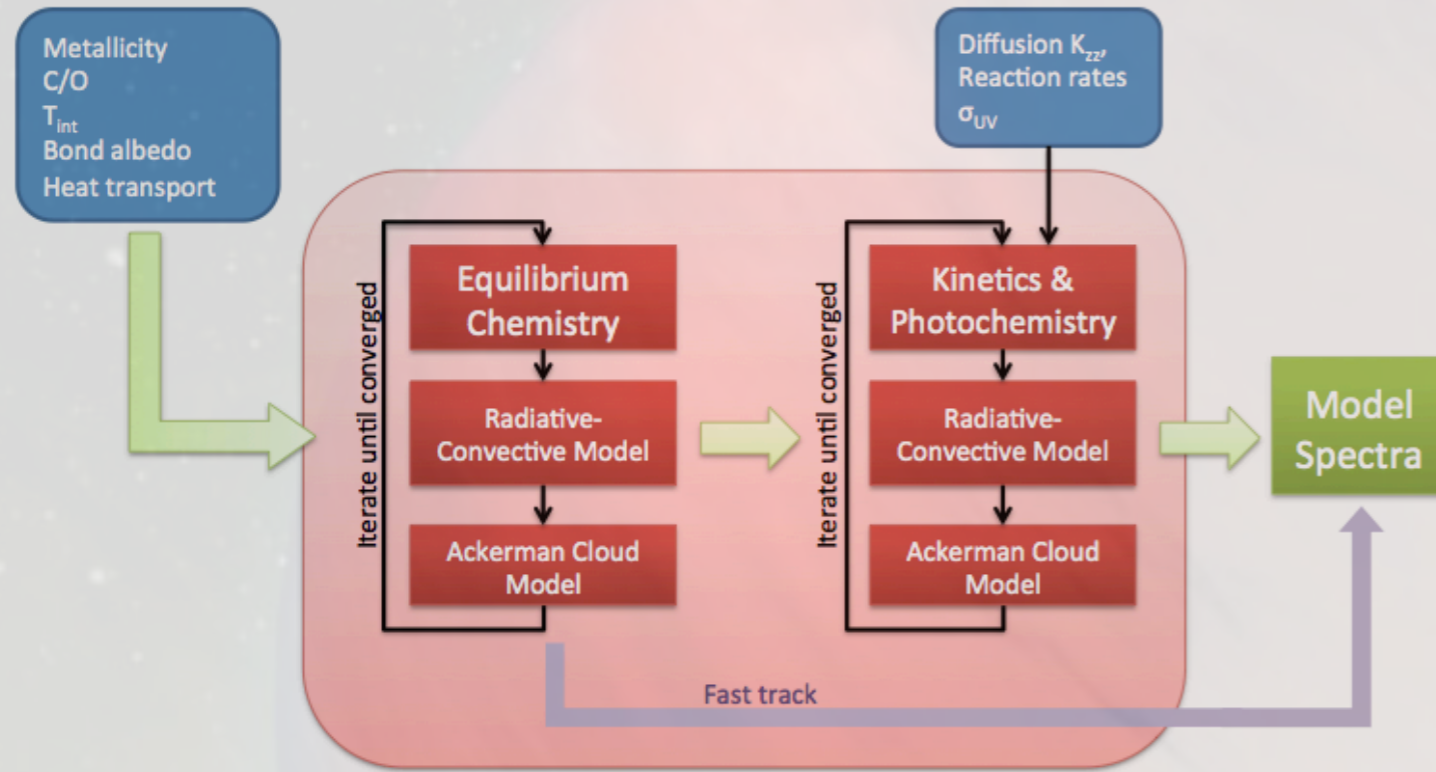 Metallicity
C/O
T_int
Bond albedo
Heat transport
Diffusion K_zz,
Reaction rates
σ_UV
Iterate until converged
Equilibrium
Chemistry
Radiative-
Convective Model
Ackerman Cloud
Model
Iterate until converged
Kinetics &
Photochemistry
Radiative-
Convective Model
Ackerman Cloud
Model
Model
Spectra
Fast track